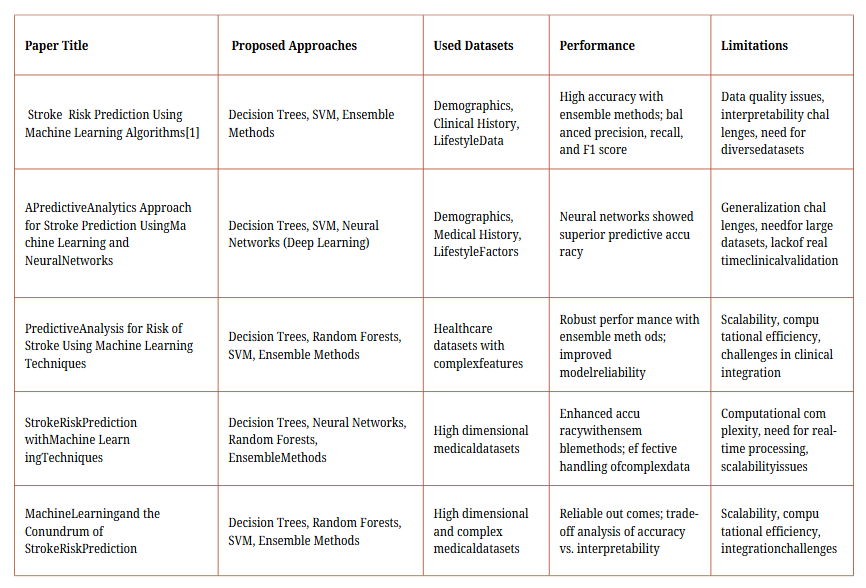 Paper Title
Proposed Approaches
Used Datasets
Performance
Limitations
Stroke Risk Prediction Using
Machine Learning Algorithms[1]
Decision Trees, SVM, Ensemble
Methods
Demographics,
Clinical History,
LifestyleData
High accuracy with
ensemble methods; bal
anced precision, recall,
and F1 score
Data quality issues,
interpretability chal
lenges, need for
diversedatasets
APredictiveAnalytics Approach
for Stroke Prediction UsingMa
chine Learning and
NeuralNetworks
Decision Trees, SVM, Neural
Networks (Deep Learning)
Demographics,
Medical History,
LifestyleFactors
Neural networks showed
superior predictive accu
racy
Generalization chal
lenges, needfor large
datasets, lackof real
timeclinicalvalidation
PredictiveAnalysis for Risk of
Stroke Using Machine Learning
Techniques
Decision Trees, Random Forests,
SVM, Ensemble Methods
Healthcare
datasets with
complexfeatures
Robust perfor mance with
ensemble meth ods;
improved
modelreliability
Scalability, compu
tational efficiency,
challenges in clinical
integration
StrokeRiskPrediction
withMachine Learn
ingTechniques
Decision Trees, Neural Networks,
Random Forests,
EnsembleMethods
High dimensional
medicaldatasets
Enhanced accu
racywithensem
blemethods; ef fective
handling ofcomplexdata
Computational com
plexity, need for real-
time processing,
scalabilityissues
MachineLearningand the
Conundrum of
StrokeRiskPrediction
Decision Trees, Random Forests,
SVM, Ensemble Methods
High dimensional
and complex
medicaldatasets
Reliable out comes; trade-
off analysis of accuracy
vs. interpretability
Scalability, compu
tational efficiency,
integrationchallenges